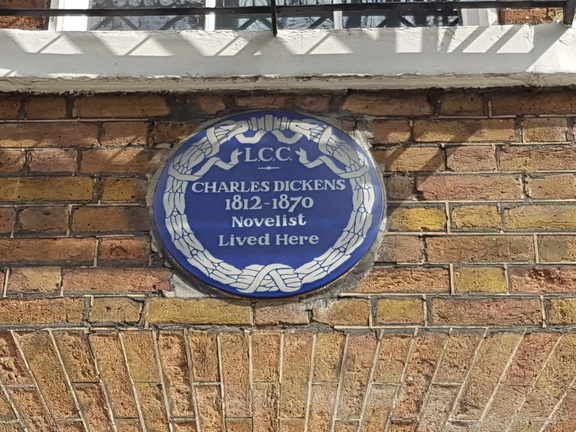 L.C.C.
CHARLES DICKENS
1812-1870
Novelist
Lived Here